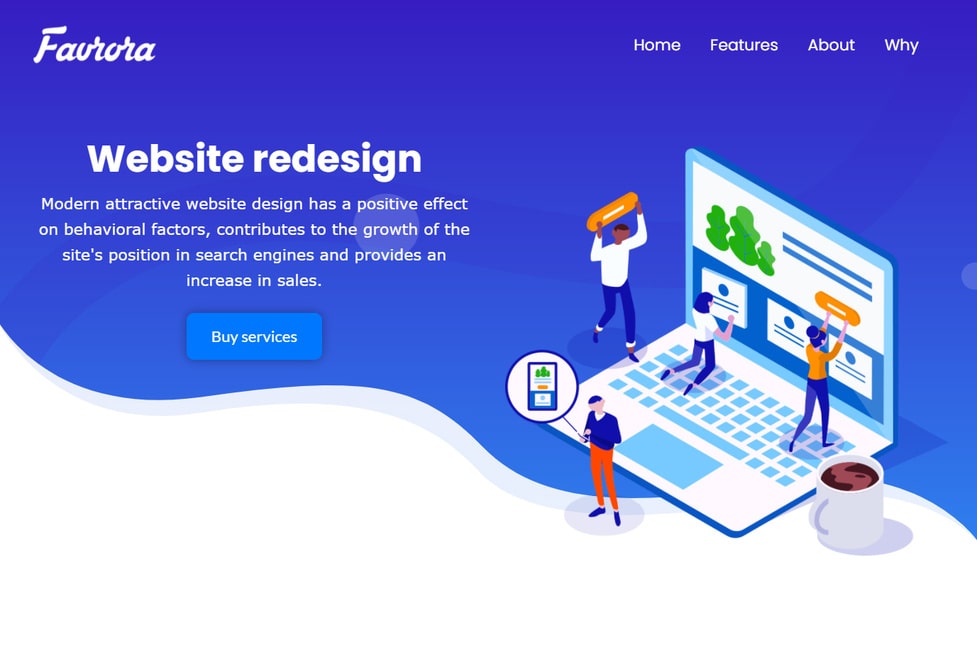 Favrora
Home Features About Why
Website redesign
Modern attractive website design has a positive effect
on behavioral factors, contributes to the growth of the
site's position in search engines and provides an
increase in sales.
Buy services